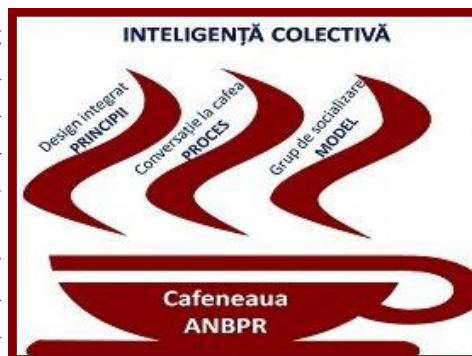 INTELIGENȚĂ COLECTIVĂ
Design integrat
PRINCIPII
Conversație la cafea
PROCES
Grup de socializare
MODEL
Cafeneaua
ANBPR